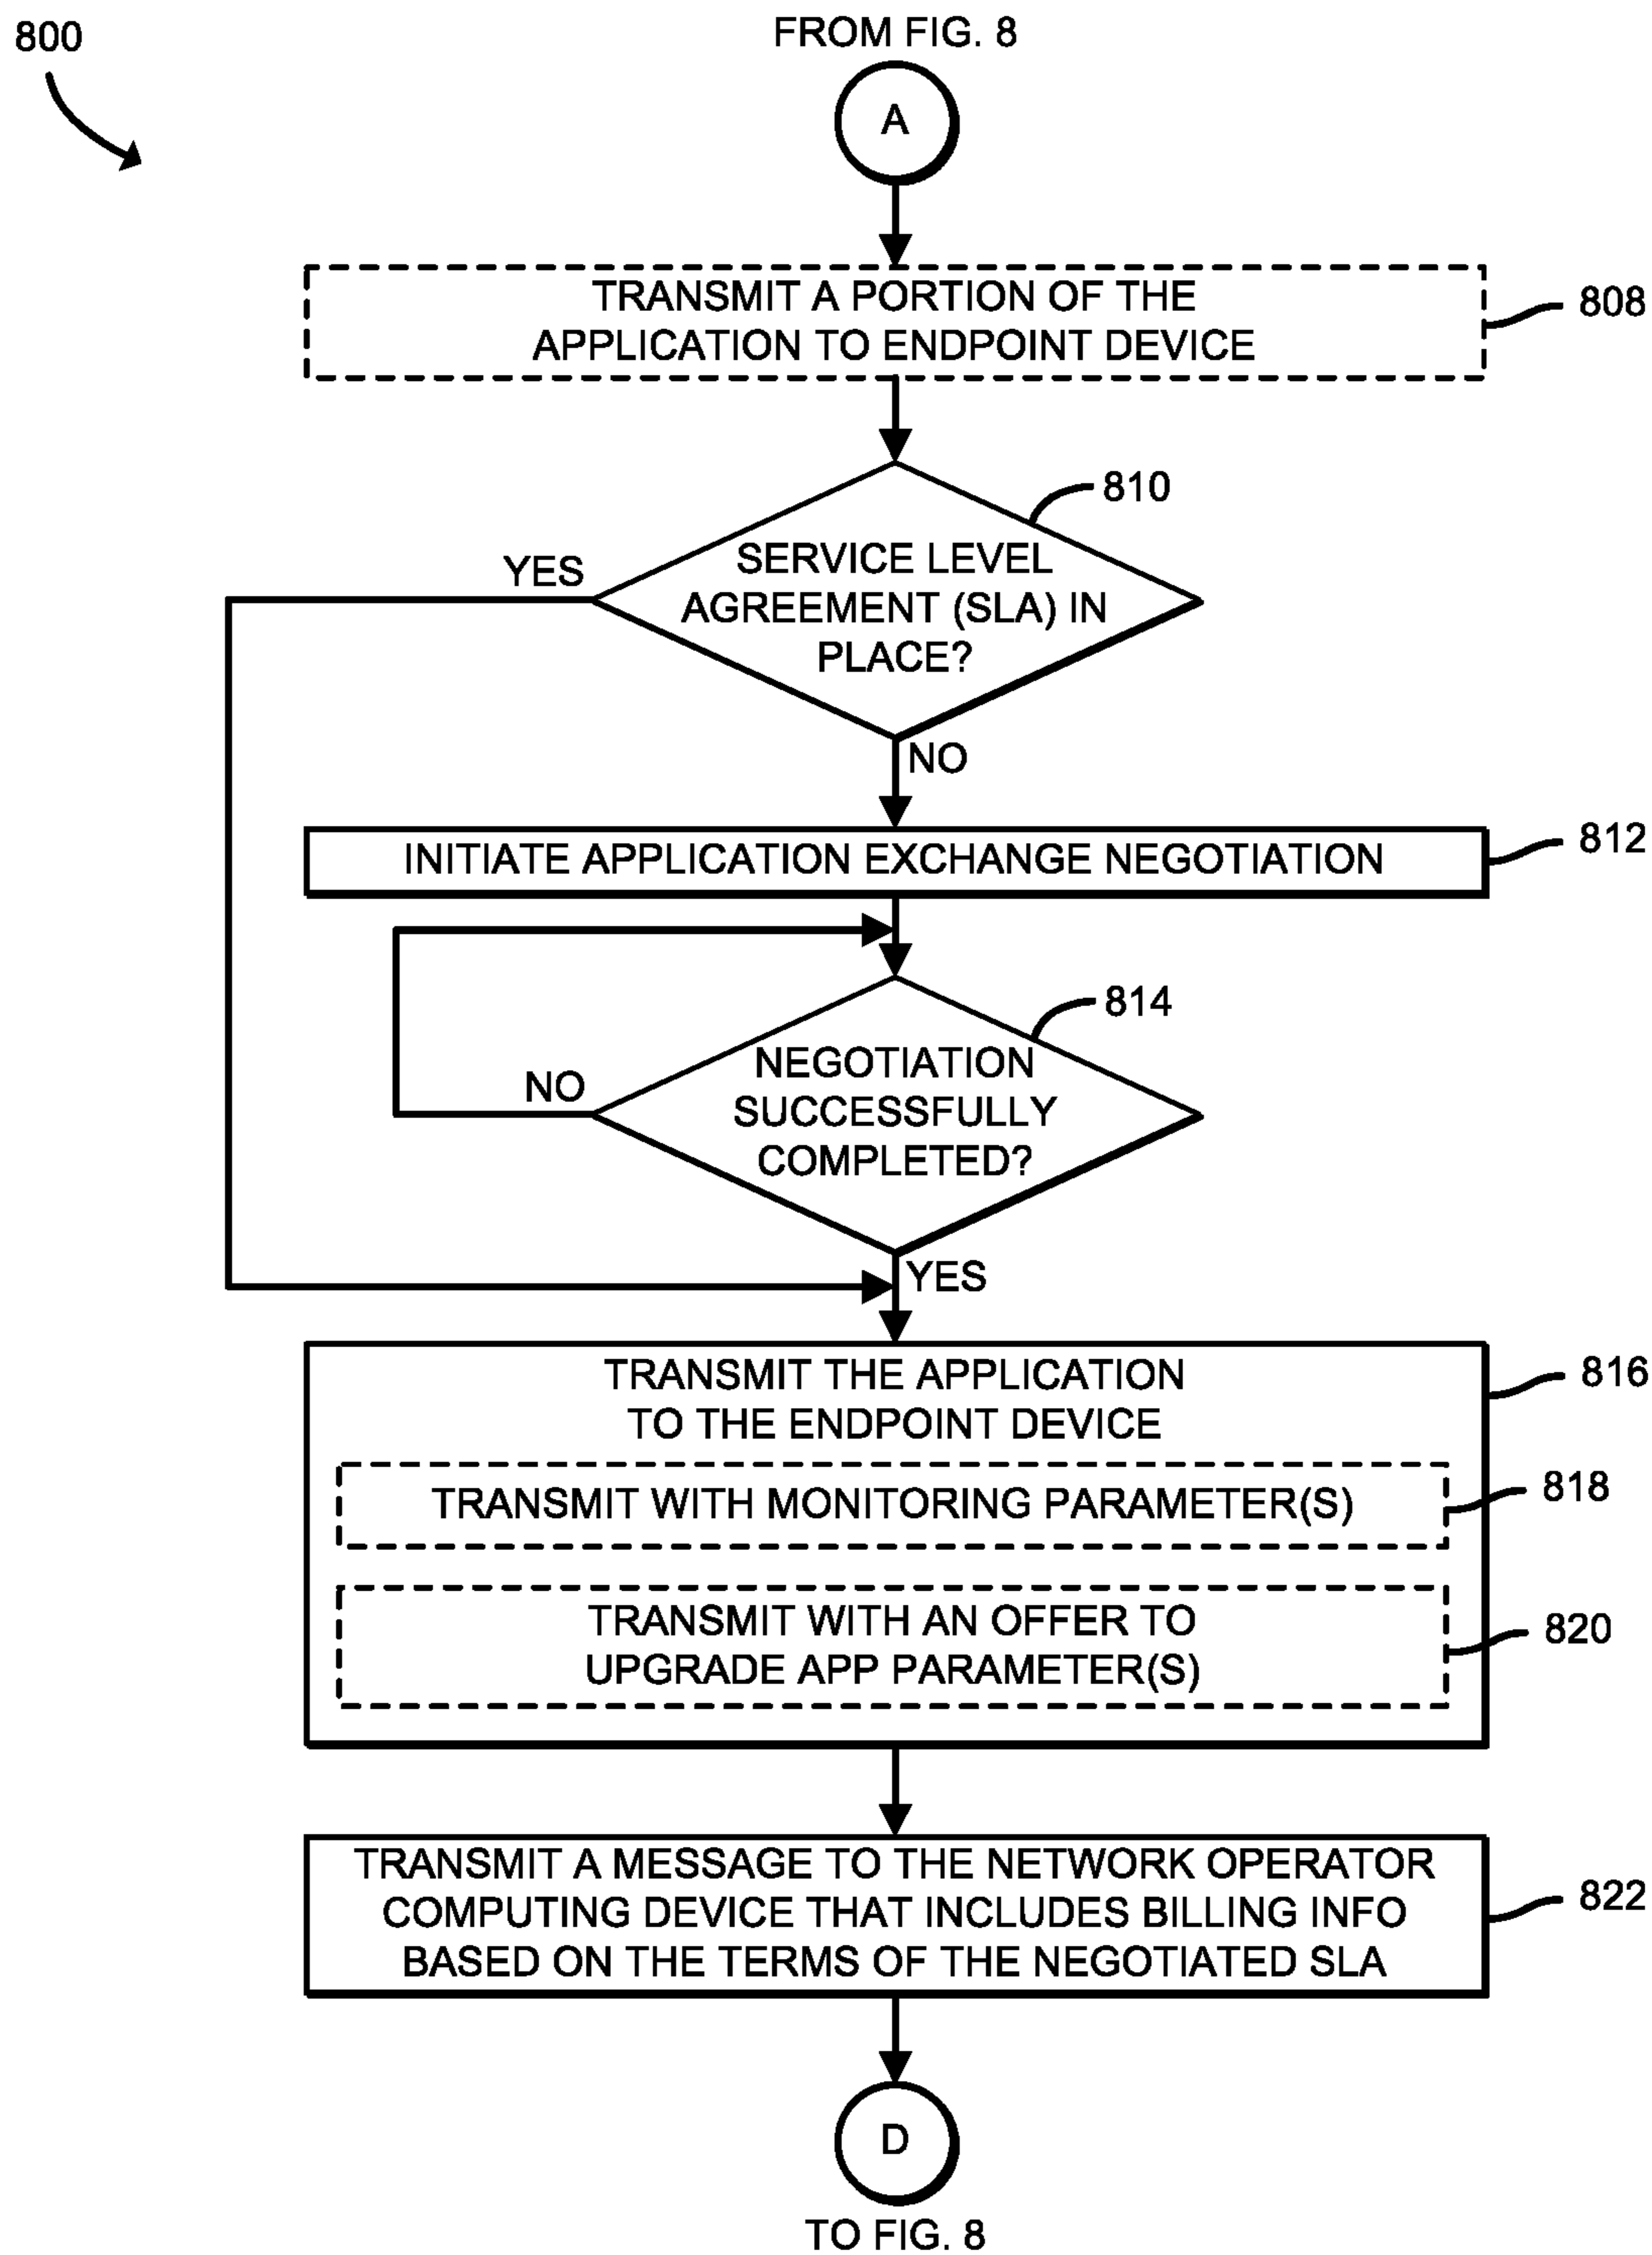 800
FROM FIG. 8
A
TRANSMIT A PORTION OF THE
APPLICATION TO ENDPOINT DEVICE
808
810
SERVICE LEVEL
AGREEMENT (SLA) IN
PLACE?
YES
NO
INITIATE APPLICATION EXCHANGE NEGOTIATION
812
814
NEGOTIATION
SUCCESSFULLY
COMPLETED?
NO
YES
TRANSMIT THE APPLICATION
TO THE ENDPOINT DEVICE
816
TRANSMIT WITH MONITORING PARAMETER(S)
818
TRANSMIT WITH AN OFFER TO
UPGRADE APP PARAMETER(S)
820
TRANSMIT A MESSAGE TO THE NETWORK OPERATOR
COMPUTING DEVICE THAT INCLUDES BILLING INFO
BASED ON THE TERMS OF THE NEGOTIATED SLA
822
D
TO FIG. 8